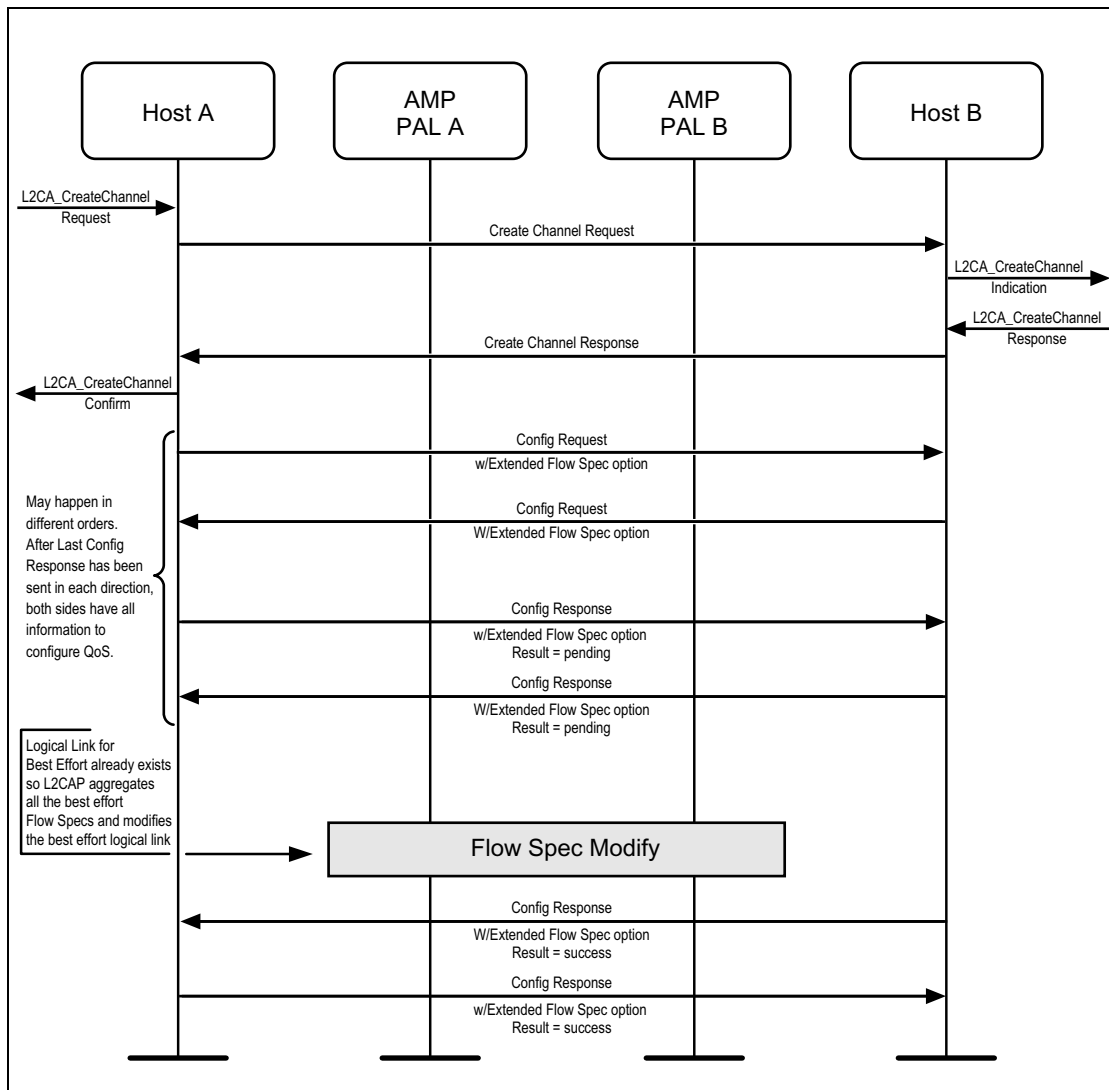 Host A
AMP
PAL A
AMP
PAL B
Host B
L2CA_CreateChannel
Request
Create Channel Request
L2CA_CreateChannel
Indication
L2CA_CreateChannel
Response
Create Channel Response
L2CA_CreateChannel
Confirm
Config Request
w/Extended Flow Spec option
Config Request
W/Extended Flow Spec option
May happen in
different orders.
After Last Config
Response has been
sent in each direction,
both sides have all
information to
configure QoS.
Config Response
w/Extended Flow Spec option
Result = pending
Config Response
W/Extended Flow Spec option
Result = pending
Logical Link for
Best Effort already exists
so L2CAP aggregates
all the best effort
Flow Specs and modifies
the best effort logical link
Flow Spec Modify
Config Response
W/Extended Flow Spec option
Result = success
Config Response
w/Extended Flow Spec option
Result = success